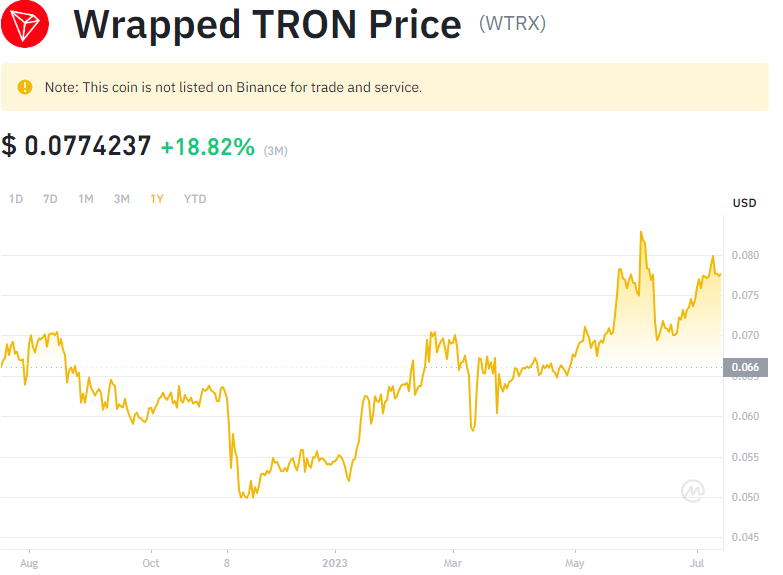 Wrapped TRON Price (WTRX)
Note: This coin is not listed on Binance for trade and service.
$ 0.0774237 +18.82% (3M)
1D 7D 1M 3M 1Y YTD
USD
0.080
0.075
0.070
0.066
0.065
0.060
0.055
0.050
0.045
Aug Oct 8 2023 Mar May Jul